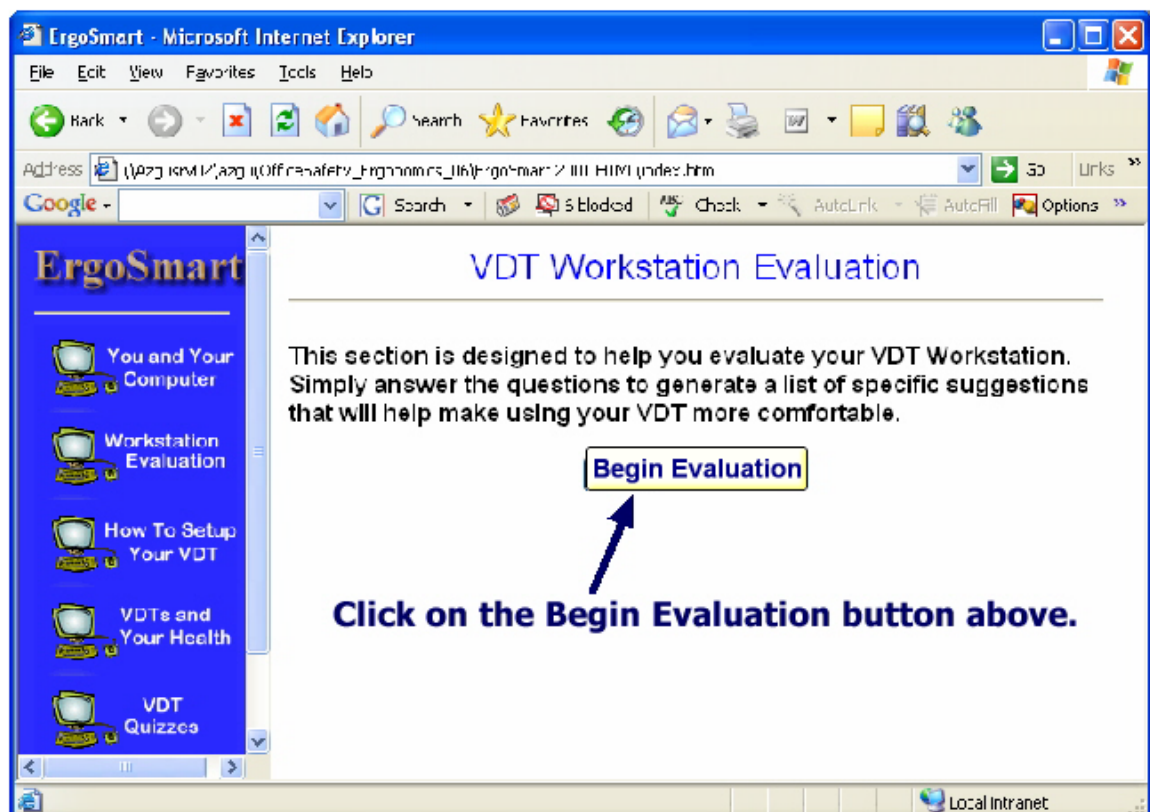 ErgoSmart - Microsoft Internet Explorer
File Edit View Favorites Tools Help
Back Search Favorites
Address Go Links »
Google - Search 6 blocked Check AutoLink AutoFill Options »
ErgoSmart
You and Your
Computer
Workstation
Evaluation
How To Setup
Your VDT
VDTs and
Your Health
VDT
Quizzes
VDT Workstation Evaluation
This section is designed to help you evaluate your VDT Workstation.
Simply answer the questions to generate a list of specific suggestions
that will help make using your VDT more comfortable.
Begin Evaluation
Click on the Begin Evaluation button above.
Local intranet